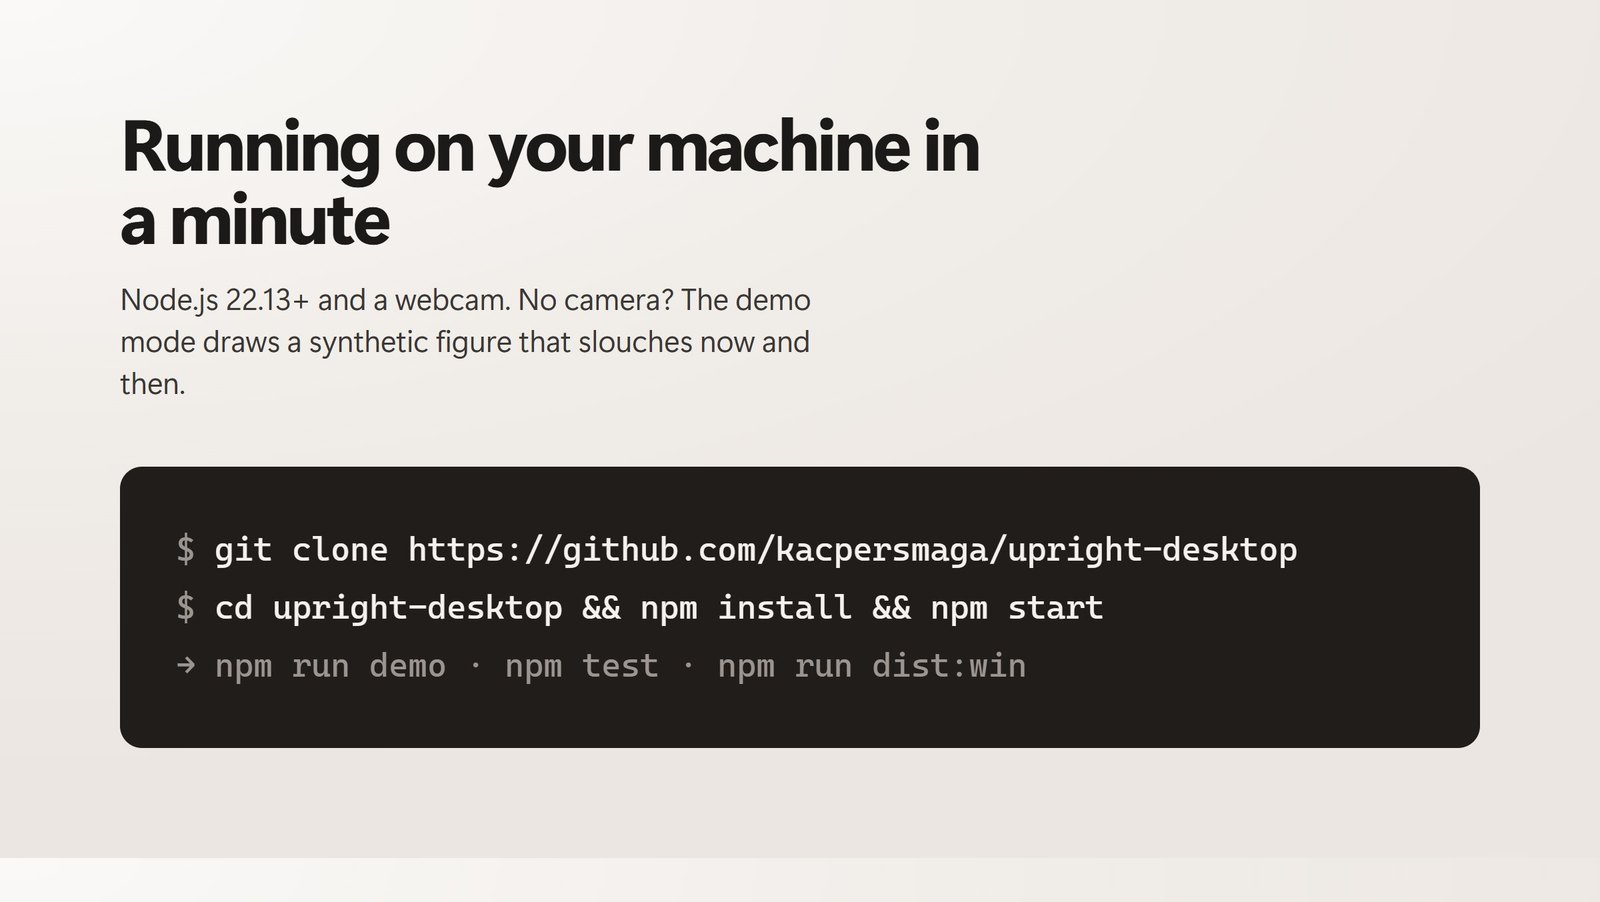 Running on your machine in
a minute
Node.js 22.13+ and a webcam. No camera? The demo
mode draws a synthetic figure that slouches now and
then.
$ git clone https://github.com/kacpersmaga/upright-desktop
$ cd upright-desktop && npm install && npm start
→ npm run demo · npm test · npm run dist:win